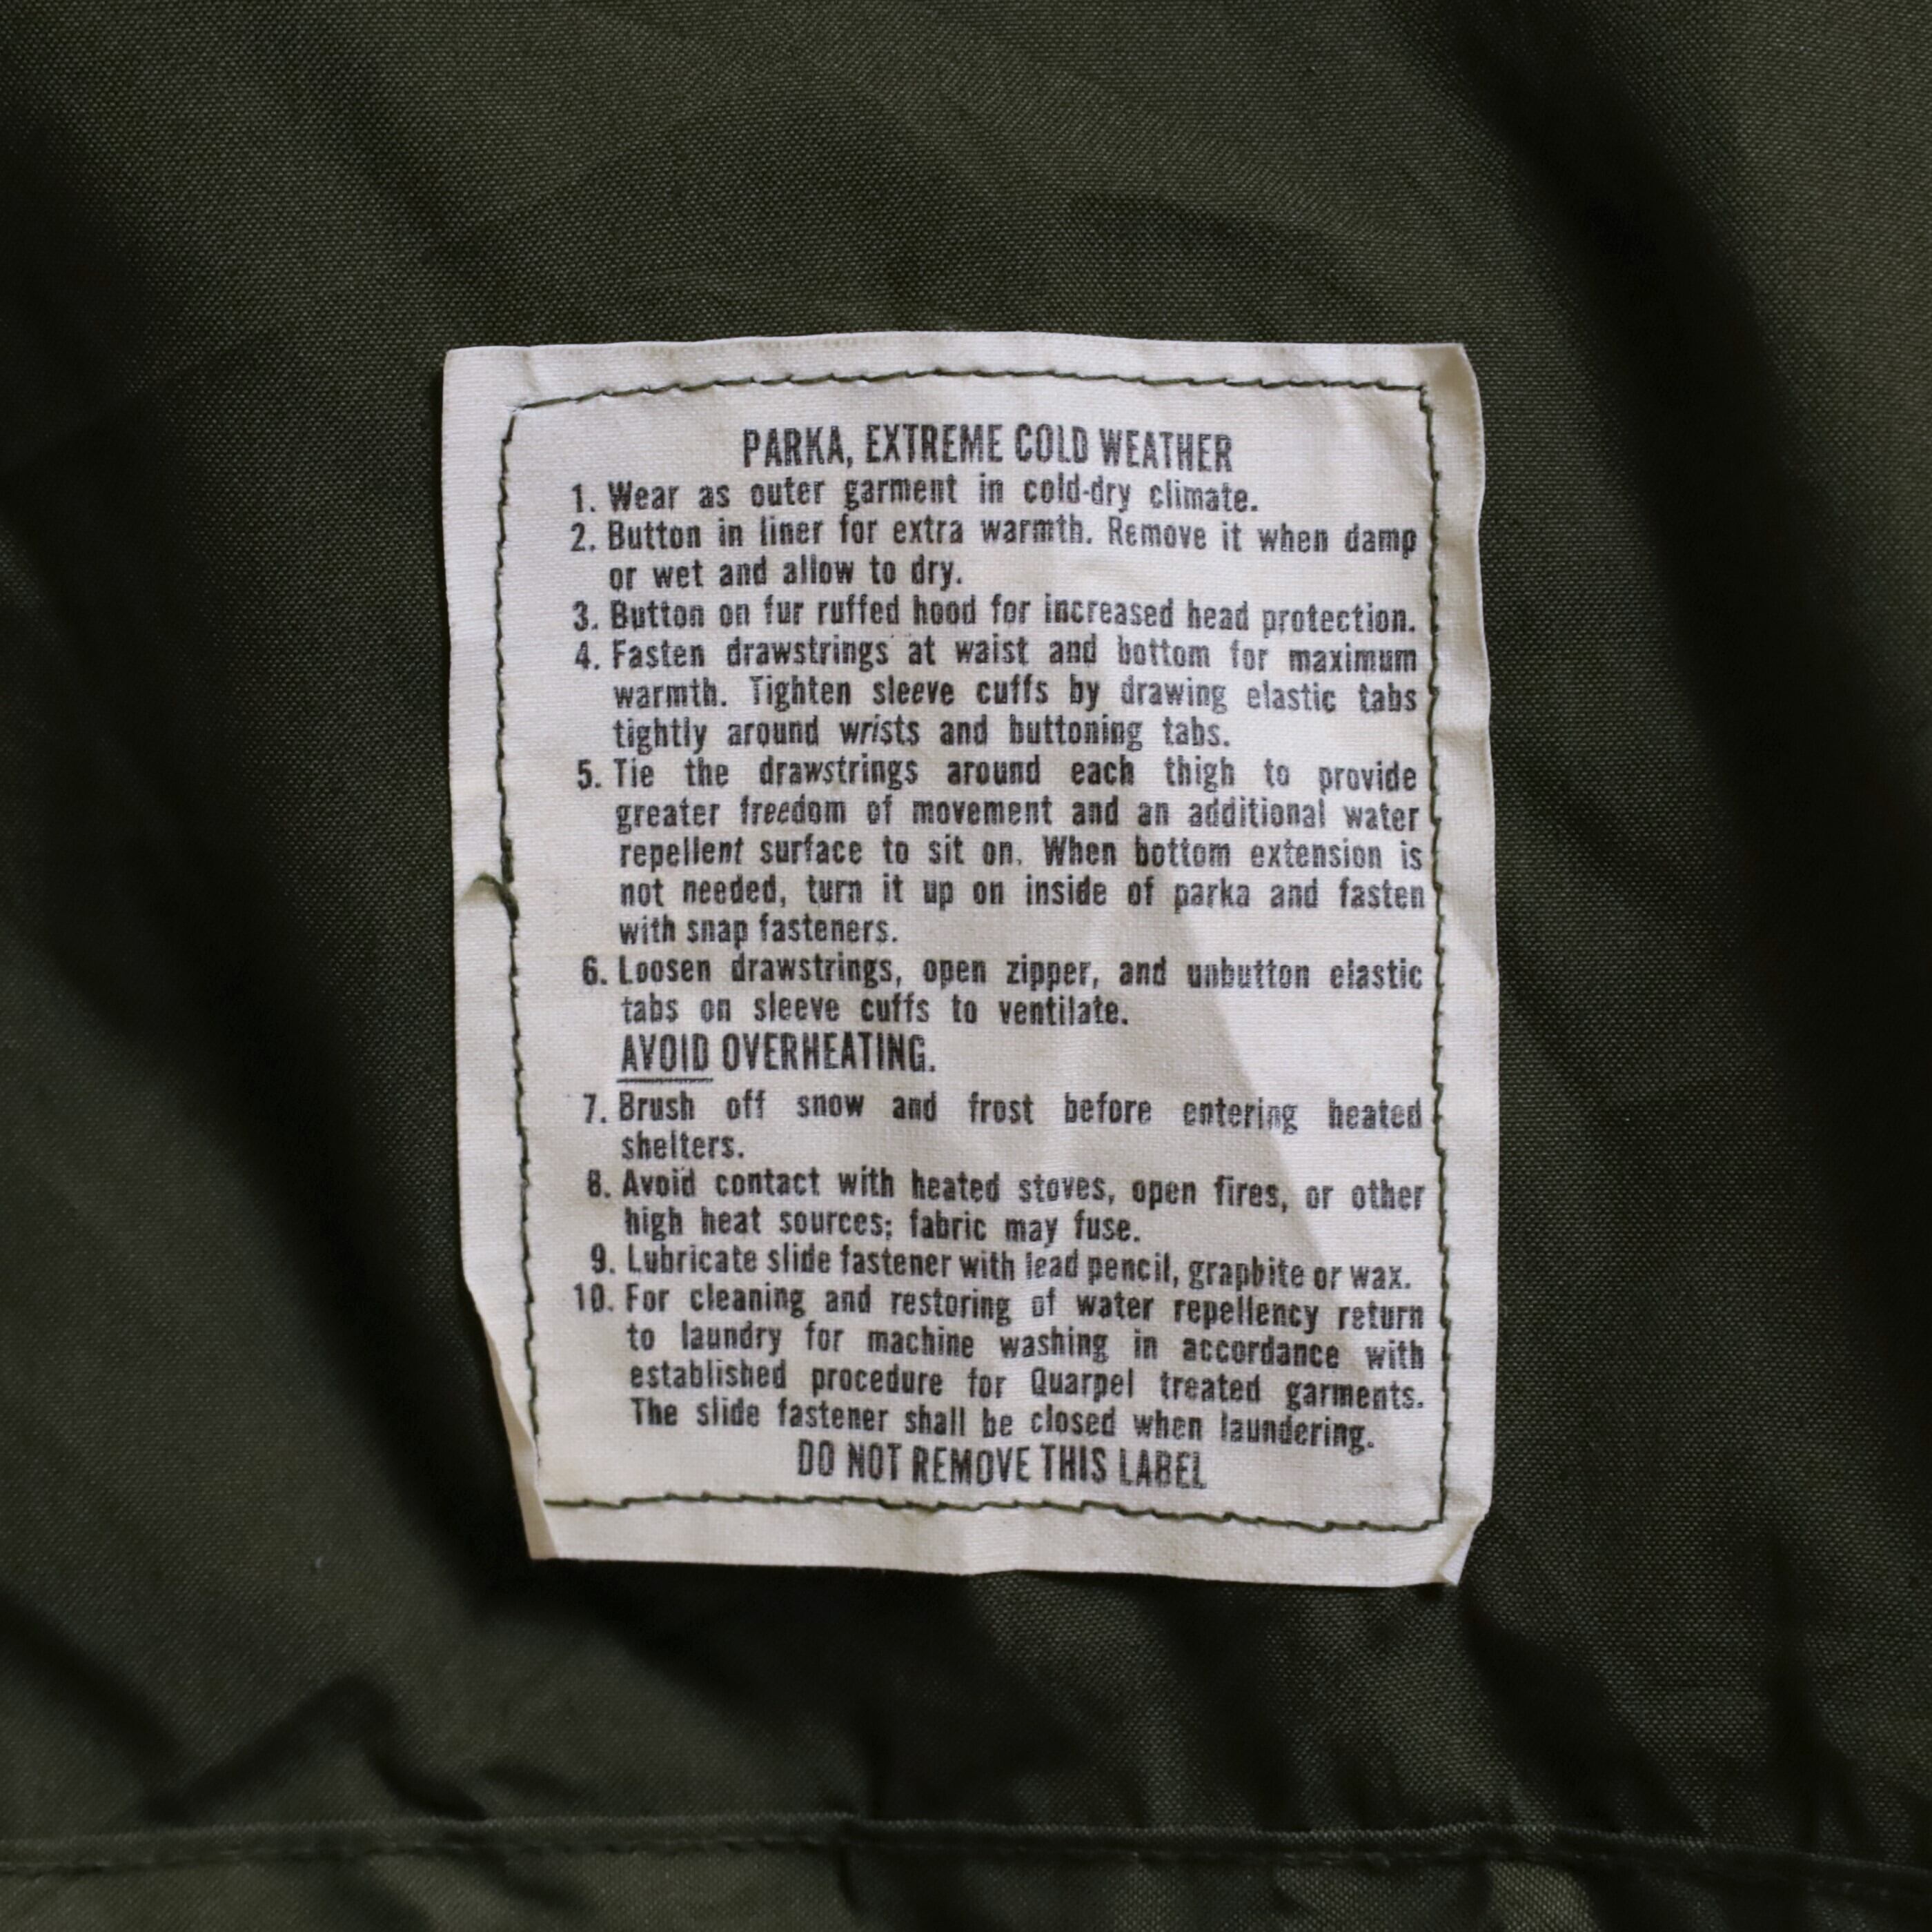 PARKA, EXTREME COLD WEATHER
1. Wear as outer garment in cold-dry climate.
2. Button in liner for extra warmth. Remove it when damp
or wet and allow to dry.
3. Button on fur ruffed hood for increased head protection.
4. Fasten drawstrings at waist and bottom for maximum
warmth. Tighten sleeve cuffs by drawing elastic tabs
tightly around wrists and buttoning tabs.
5. Tie the drawstrings around each thigh to provide
greater freedom of movement and an additional water
repellent surface to sit on. When bottom extension is
not needed, turn it up on inside of parka and fasten
with snap fasteners.
6. Loosen drawstrings, open zipper, and unbutton elastic
tabs on sleeve cuffs to ventilate.
AVOID OVERHEATING.
7. Brush off snow and frost before entering heated
shelters.
8. Avoid contact with heated stoves, open fires, or other
high heat sources; fabric may fuse.
9. Lubricate slide fastener with lead pencil, graphite or wax.
10. For cleaning and restoring of water repellency return
to laundry for machine washing in accordance with
established procedure for Quarpel treated garments.
The slide fastener shall be closed when laundering.
DO NOT REMOVE THIS LABEL